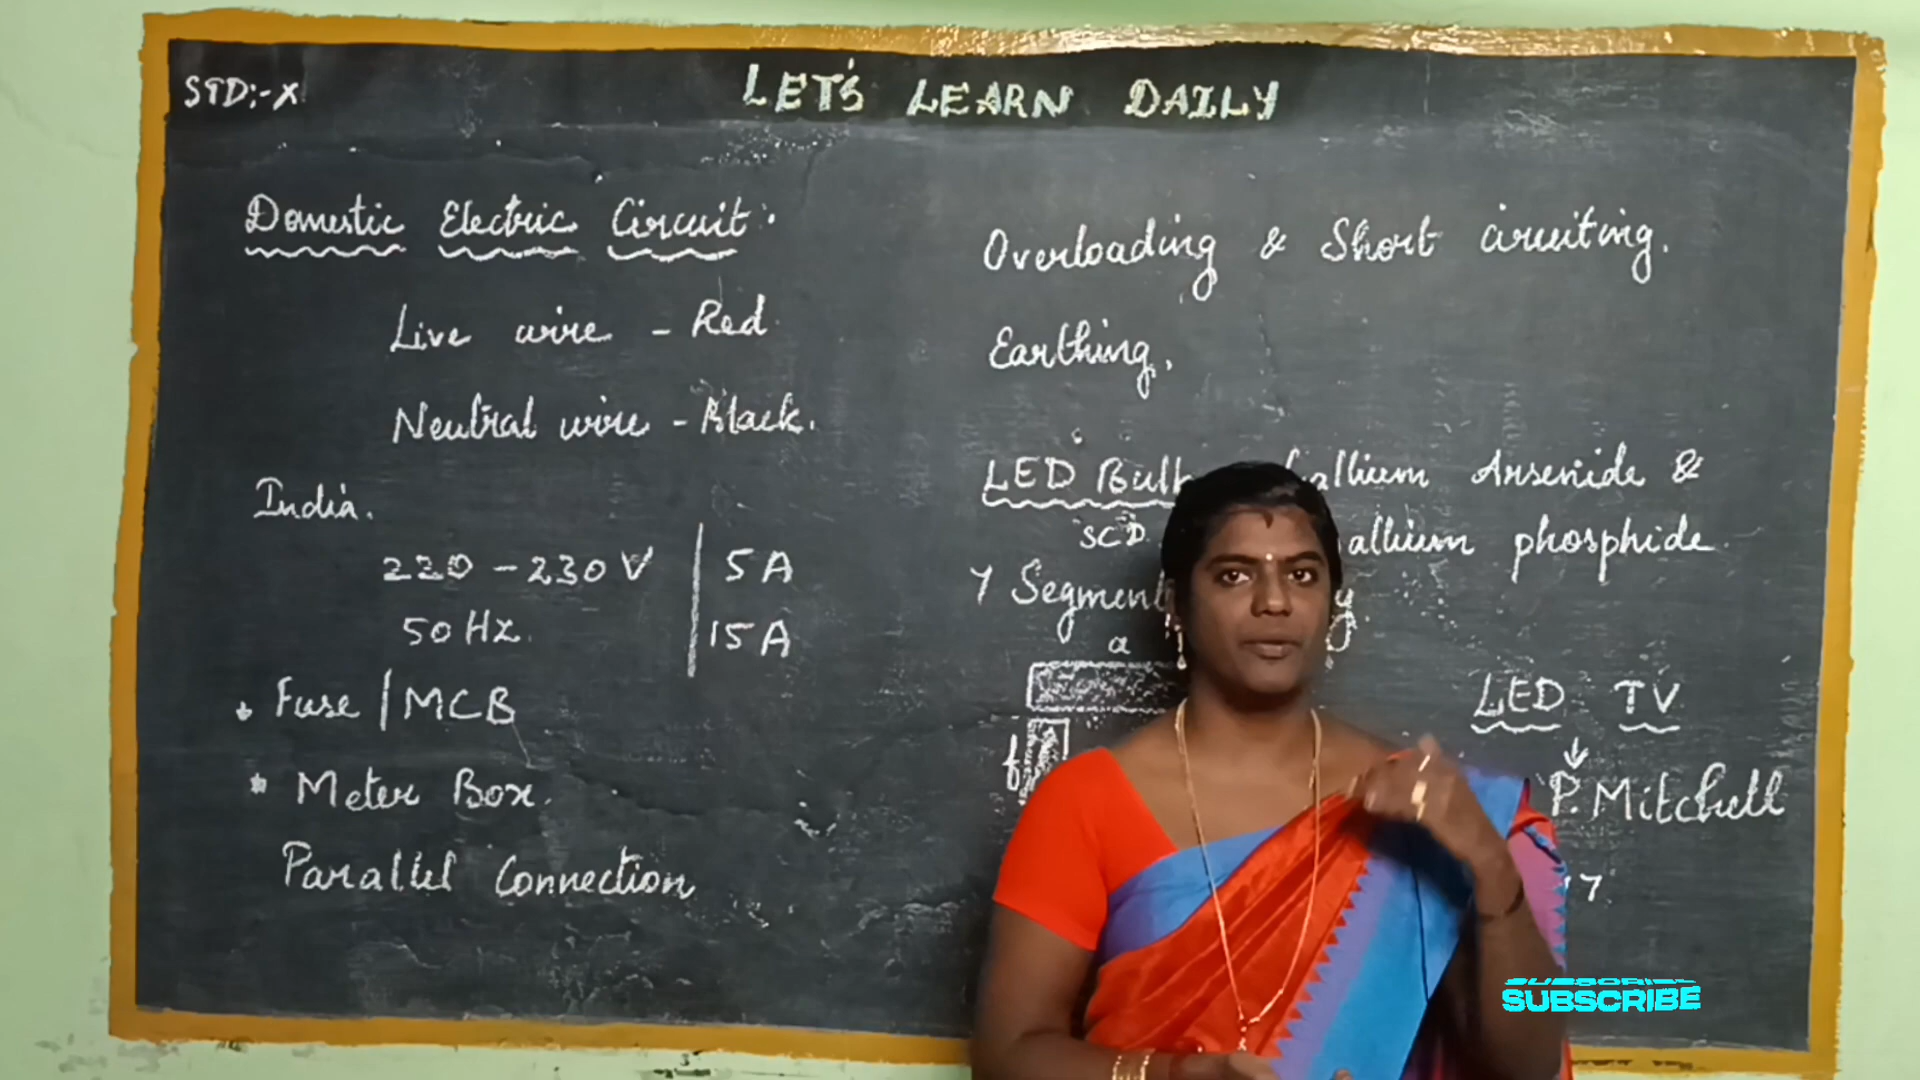 STD:-X
LET'S LEARN DAILY
Domestic Electric Circuit:
Live wire - Red
Neutral wire - Black.
India.
220 - 230 V | 5 A
50 Hz. | 15 A
Fuse / MCB
* Meter Box.
Parallel Connection
Overloading & Short circuiting.
Earthing.
LED Bulb Gallium Arsenide &
SCD Gallium phosphide
7 Segment
a
f
LED TV
P. Mitchell
SUBSCRIBE